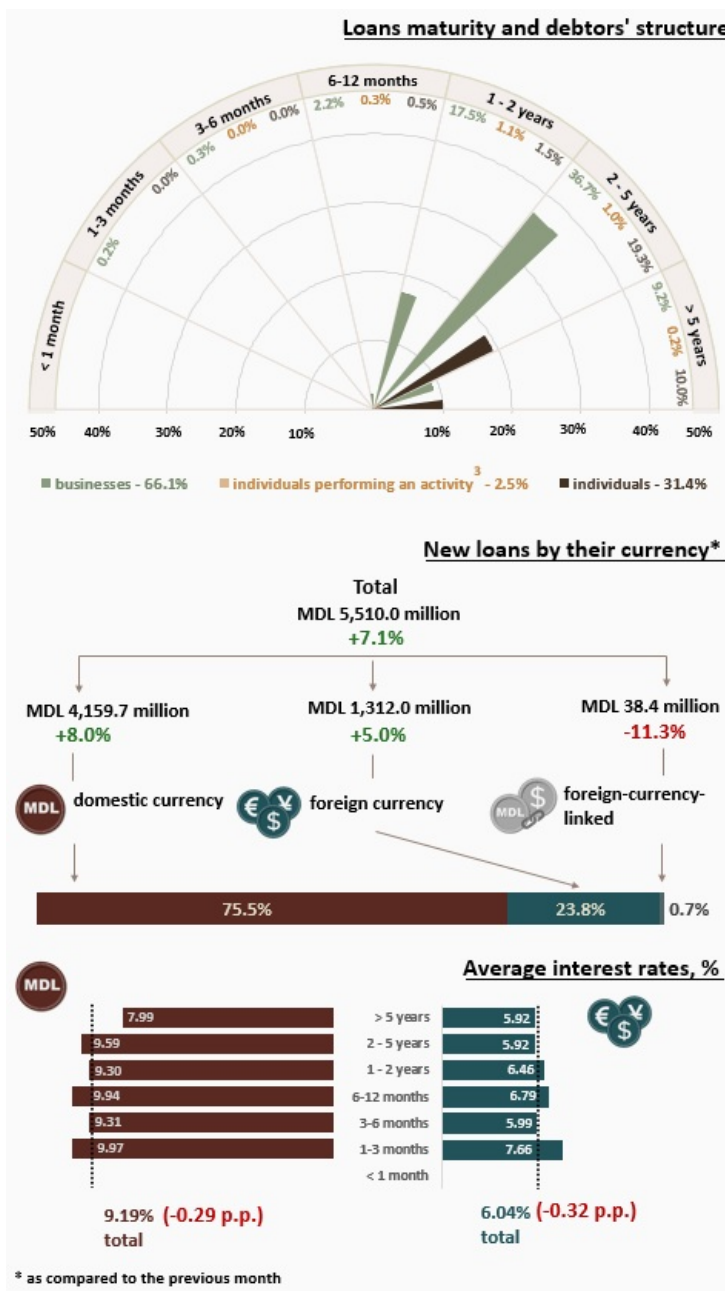 Loans maturity and debtors' structure
< 1 month
1-3 months
3-6 months
6-12 months
1 - 2 years
2 - 5 years
> 5 years
0.2%
0.0%
0.3%
0.0%
0.0%
2.2%
0.3%
0.5%
17.5%
1.1%
1.5%
36.7%
1.0%
19.3%
9.2%
0.2%
10.0%
50% 40% 30% 20% 10% 10% 20% 30% 40% 50%
businesses - 66.1% individuals performing an activity 3 - 2.5% individuals - 31.4%
New loans by their currency*
Total
MDL 5,510.0 million
+7.1%
MDL 4,159.7 million MDL 1,312.0 million MDL 38.4 million
+8.0% +5.0% -11.3%
MDL domestic currency € ¥ $ foreign currency MDL $ foreign-currency-
linked
75.5% 23.8% 0.7%
Average interest rates, %
MDL
€ ¥ $
7.99 > 5 years 5.92
9.59 2 - 5 years 5.92
9.30 1 - 2 years 6.46
9.94 6-12 months 6.79
9.31 3-6 months 5.99
9.97 1-3 months 7.66
< 1 month
9.19% (-0.29 p.p.) 6.04% (-0.32 p.p.)
total total
* as compared to the previous month